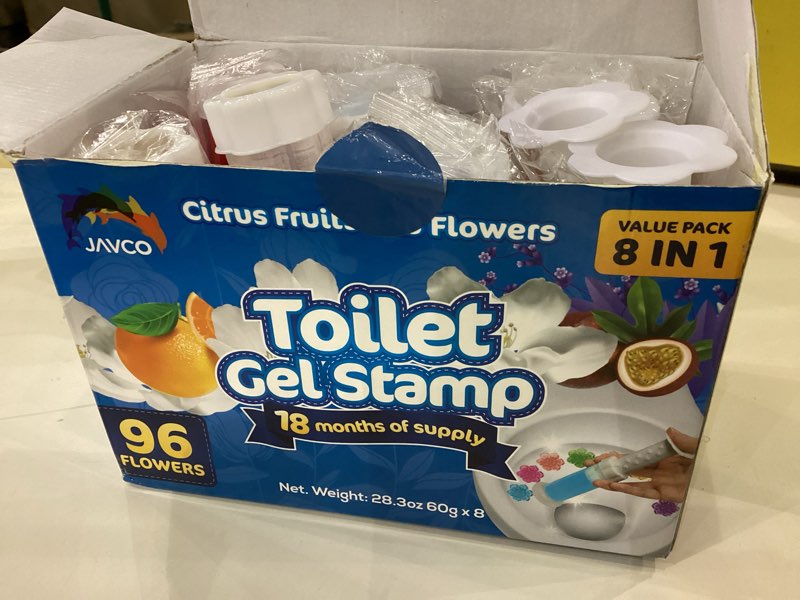 JAVCO
Citrus Fruits Flowers
VALUE PACK
8 IN 1
Toilet
Gel Stamp
18 months of supply
96
FLOWERS
Net. Weight: 28.3oz 60g x 8